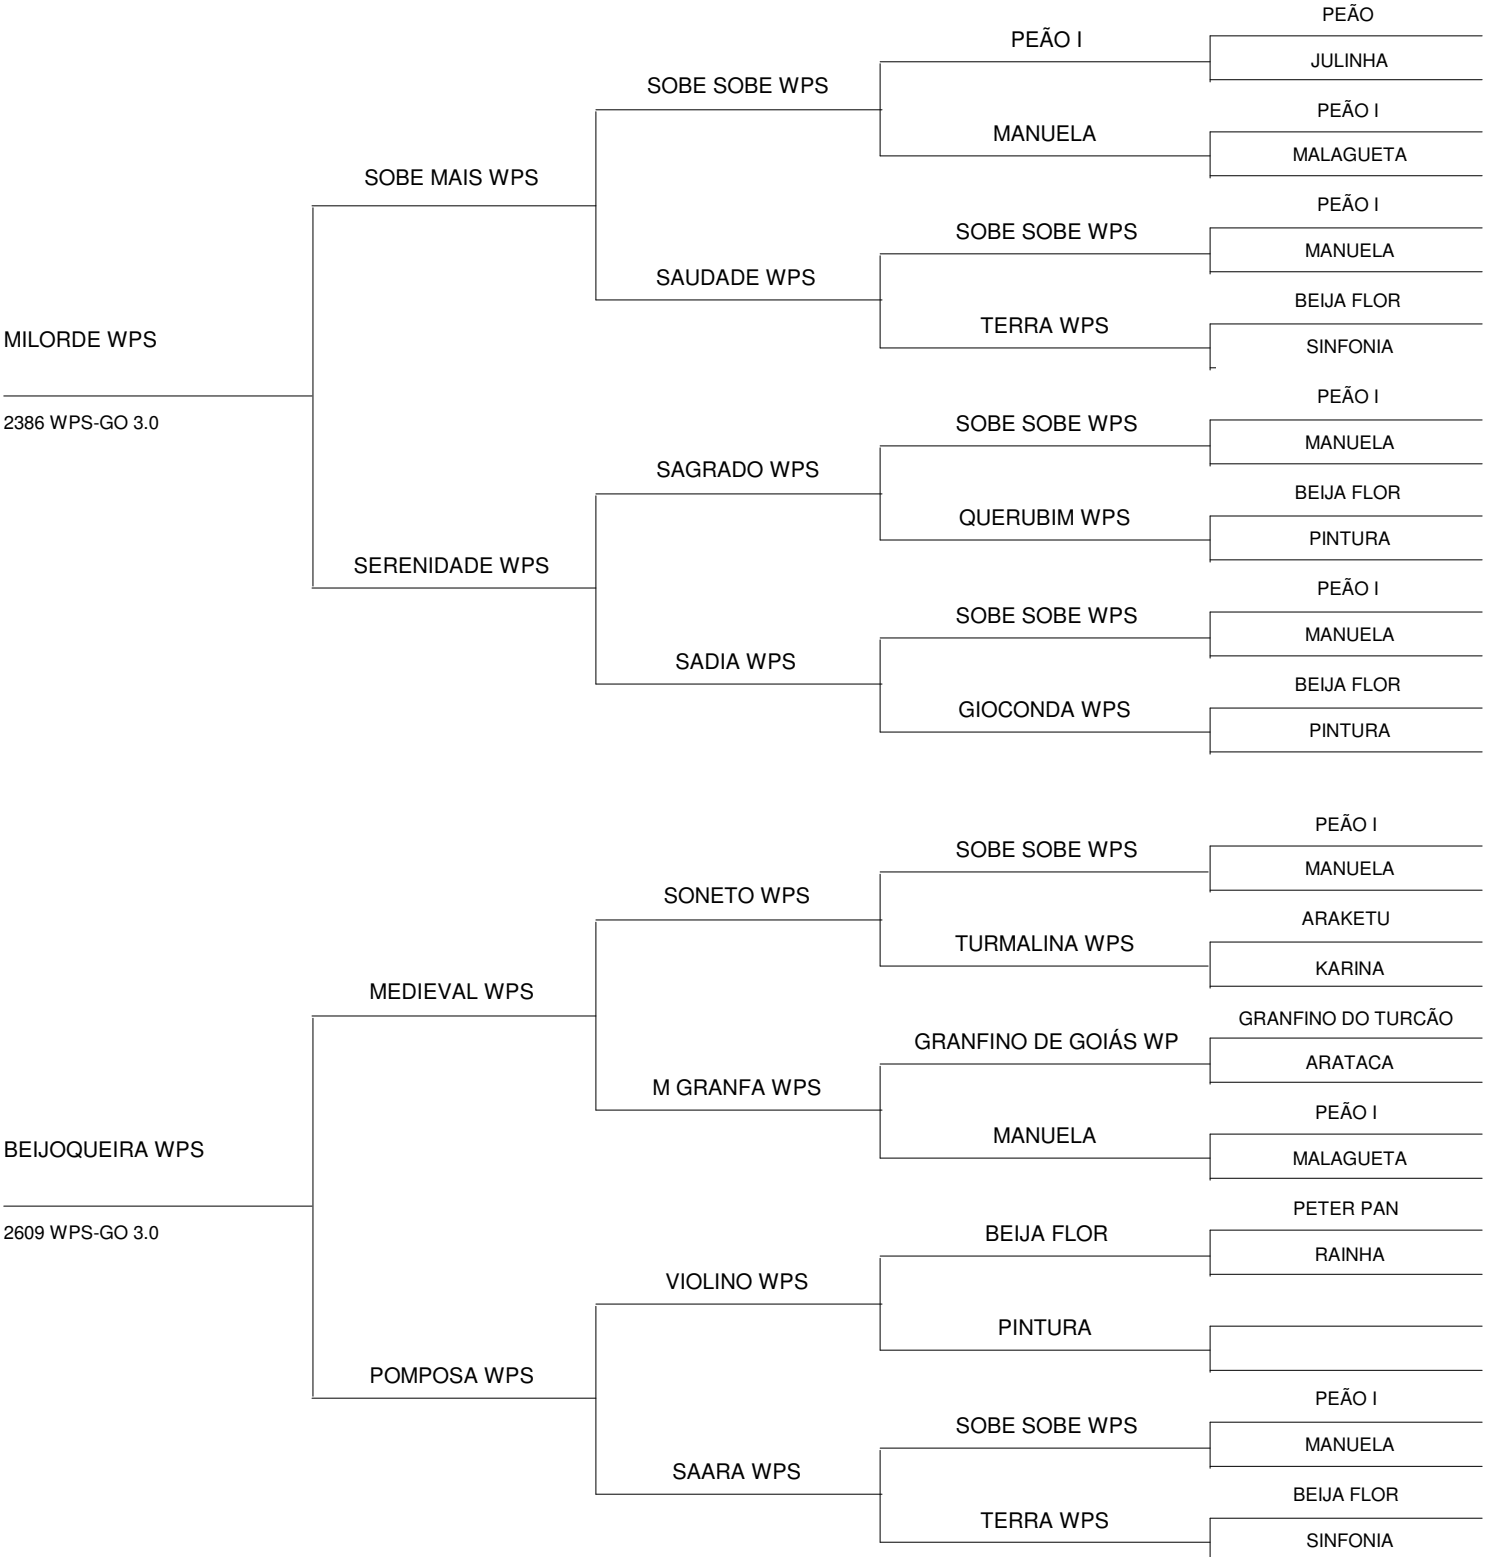 PEÃO
PEÃO I
JULINHA
SOBE SOBE WPS
PEÃO I
MANUELA
MALAGUETA
SOBE MAIS WPS
PEÃO I
SOBE SOBE WPS
MANUELA
SAUDADE WPS
BEIJA FLOR
TERRA WPS
SINFONIA
MILORDE WPS
2386 WPS-GO 3.0
PEÃO I
SOBE SOBE WPS
MANUELA
SAGRADO WPS
BEIJA FLOR
QUERUBIM WPS
PINTURA
SERENIDADE WPS
PEÃO I
SOBE SOBE WPS
MANUELA
SADIA WPS
BEIJA FLOR
GIOCONDA WPS
PINTURA
PEÃO I
SOBE SOBE WPS
MANUELA
SONETO WPS
ARAKETU
TURMALINA WPS
KARINA
MEDIEVAL WPS
GRANFINO DO TURCÃO
GRANFINO DE GOIÁS WP
ARATACA
M GRANFA WPS
PEÃO I
MANUELA
MALAGUETA
BEIJOQUEIRA WPS
2609 WPS-GO 3.0
PETER PAN
BEIJA FLOR
RAINHA
VIOLINO WPS
PINTURA
POMPOSA WPS
PEÃO I
SOBE SOBE WPS
MANUELA
SAARA WPS
BEIJA FLOR
TERRA WPS
SINFONIA